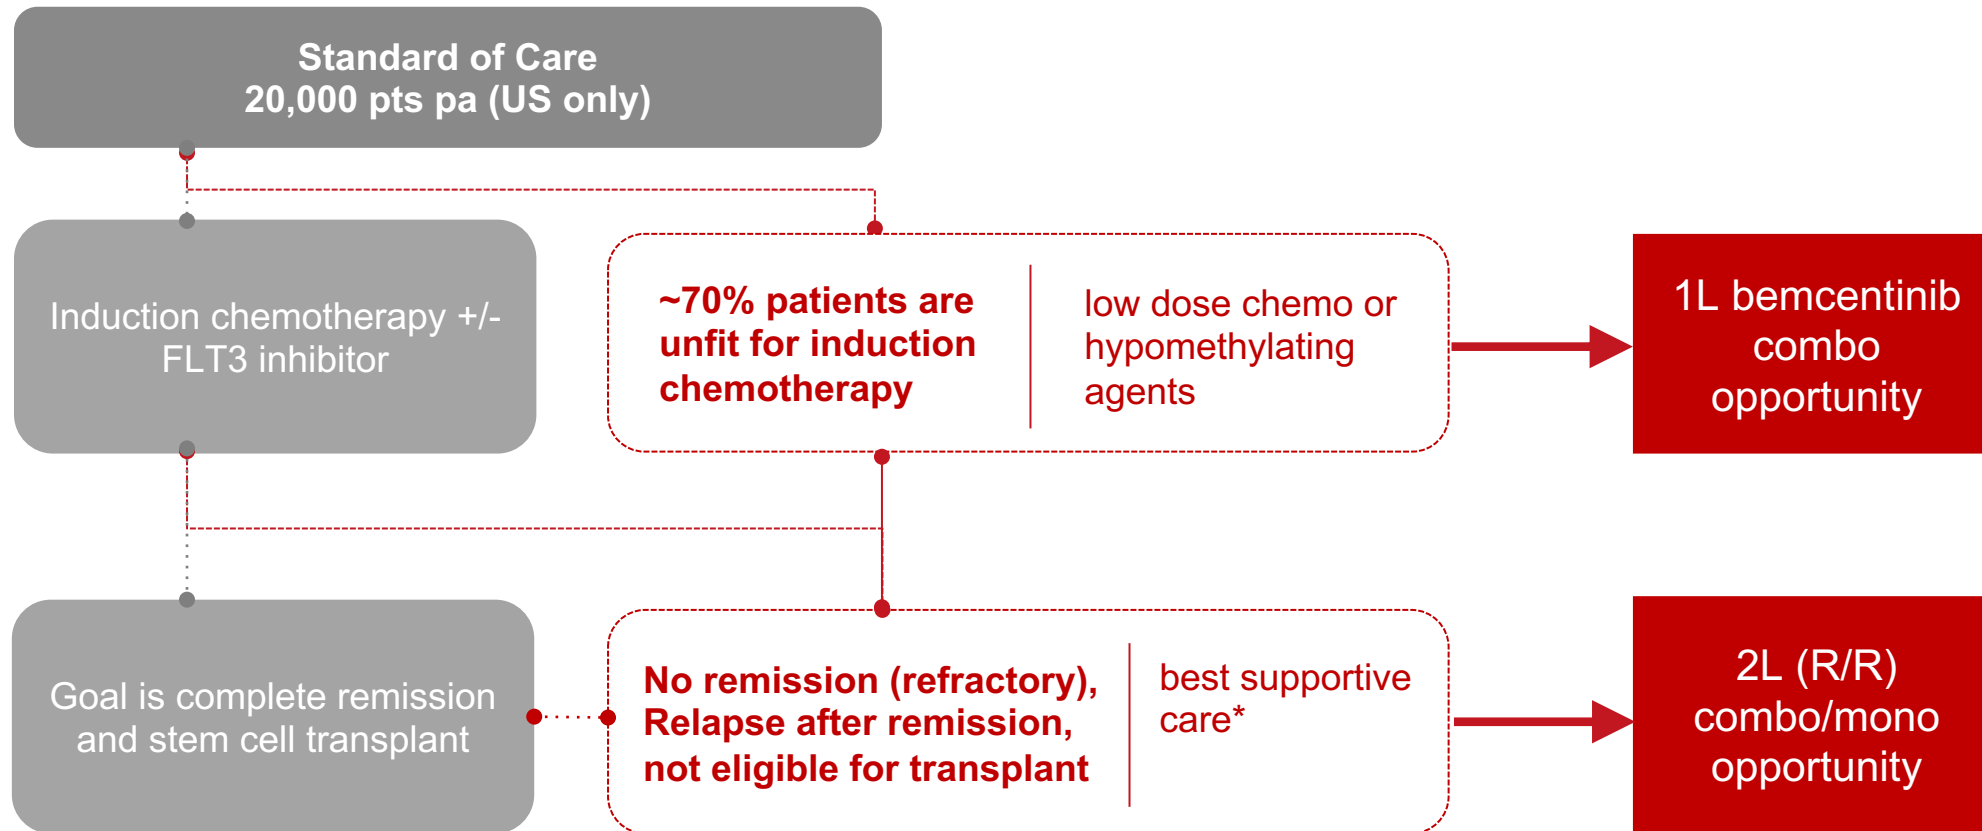 Standard of Care
20,000 pts pa (US only)
Induction chemotherapy +/-
FLT3 inhibitor
~70% patients are
unfit for induction
chemotherapy
low dose chemo or
hypomethylating
agents
1L bemcentinib
combo
opportunity
Goal is complete remission
and stem cell transplant
No remission (refractory),
Relapse after remission,
not eligible for transplant
best supportive
care*
2L (R/R)
combo/mono
opportunity